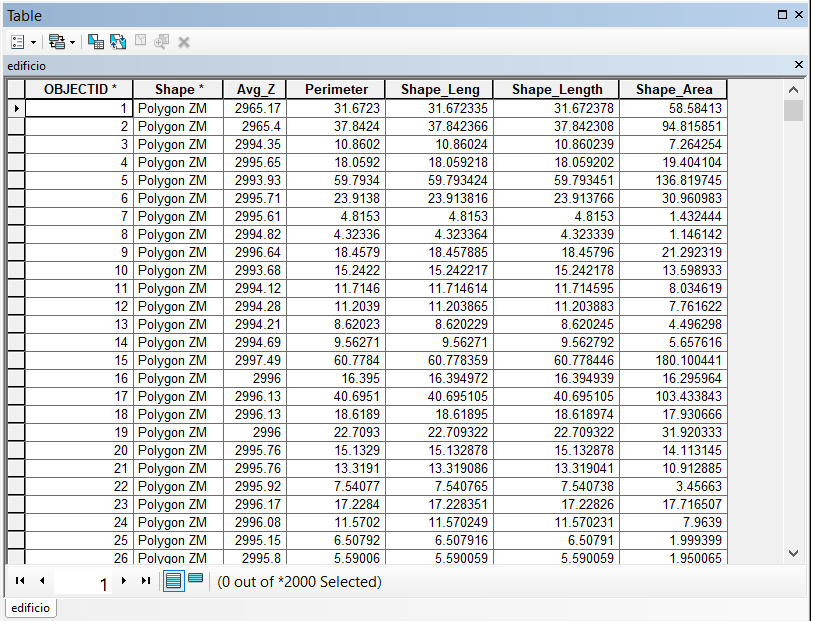 Table
edificio
OBJECTID * Shape * Avg_Z Perimeter Shape_Leng Shape_Length Shape_Area
1 Polygon ZM 2965.17 31.6723 31.672335 31.672378 58.58413
2 Polygon ZM 2965.4 37.8424 37.842366 37.842308 94.815851
3 Polygon ZM 2994.35 10.8602 10.86024 10.860239 7.264254
4 Polygon ZM 2995.65 18.0592 18.059218 18.059202 19.404104
5 Polygon ZM 2993.93 59.7934 59.793424 59.793451 136.819745
6 Polygon ZM 2995.71 23.9138 23.913816 23.913766 30.960983
7 Polygon ZM 2995.61 4.8153 4.8153 4.8153 1.432444
8 Polygon ZM 2994.82 4.32336 4.323364 4.323339 1.146142
9 Polygon ZM 2996.64 18.4579 18.457885 18.45796 21.292319
10 Polygon ZM 2993.68 15.2422 15.242217 15.242178 13.598933
11 Polygon ZM 2994.12 11.7146 11.714614 11.714595 8.034619
12 Polygon ZM 2994.28 11.2039 11.203865 11.203883 7.761622
13 Polygon ZM 2994.21 8.62023 8.620229 8.620245 4.496298
14 Polygon ZM 2994.69 9.56271 9.56271 9.562792 5.657616
15 Polygon ZM 2997.49 60.7784 60.778359 60.778446 180.100441
16 Polygon ZM 2996 16.395 16.394972 16.394939 16.295964
17 Polygon ZM 2996.13 40.6951 40.695105 40.695105 103.433843
18 Polygon ZM 2996.13 18.6189 18.61895 18.618974 17.930666
19 Polygon ZM 2996 22.7093 22.709322 22.709322 31.920333
20 Polygon ZM 2995.76 15.1329 15.132878 15.132878 14.113145
21 Polygon ZM 2995.76 13.3191 13.319086 13.319041 10.912885
22 Polygon ZM 2995.92 7.54077 7.540765 7.540738 3.45663
23 Polygon ZM 2996.17 17.2284 17.228351 17.22826 17.716507
24 Polygon ZM 2996.08 11.5702 11.570249 11.570231 7.9639
25 Polygon ZM 2995.15 6.50792 6.507916 6.50791 1.999399
26 Polygon ZM 2995.8 5.59006 5.590059 5.590059 1.950065
1 (0 out of *2000 Selected)
edificio